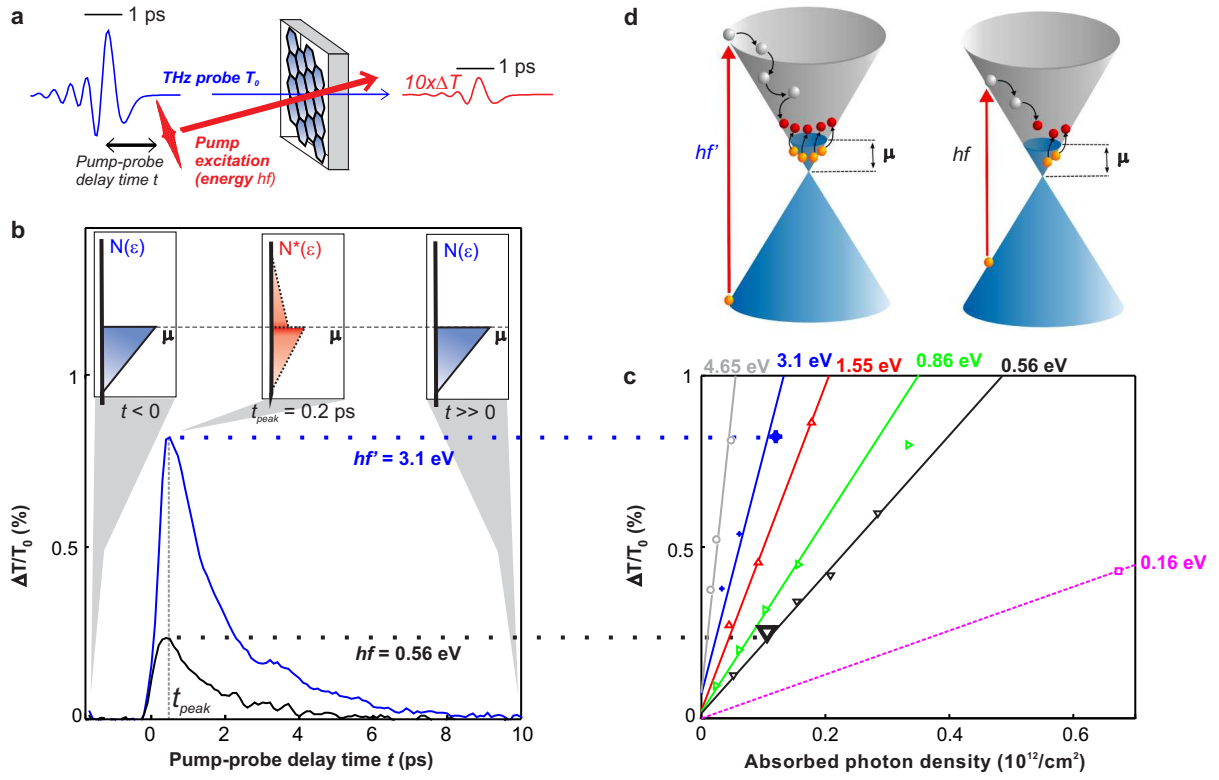 a
1 ps
THz probe T₀
1 ps
10xΔT
Pump-probe
delay time t
Pump
excitation
(energy hf)
b
N(ε)
N*(ε)
N(ε)
μ
μ
1
t < 0
t_peak = 0.2 ps
t >> 0
hf' = 3.1 eV
0.5
ΔT/T₀ (%)
hf = 0.56 eV
t_peak
0
0
2
4
6
8
10
Pump-probe delay time t (ps)
d
hf'
μ
hf
μ
c
4.65 eV
3.1 eV
1.55 eV
0.86 eV
0.56 eV
1
ΔT/T₀ (%)
0.5
0.16 eV
0
0
0.2
0.4
0.6
Absorbed photon density (10¹²/cm²)